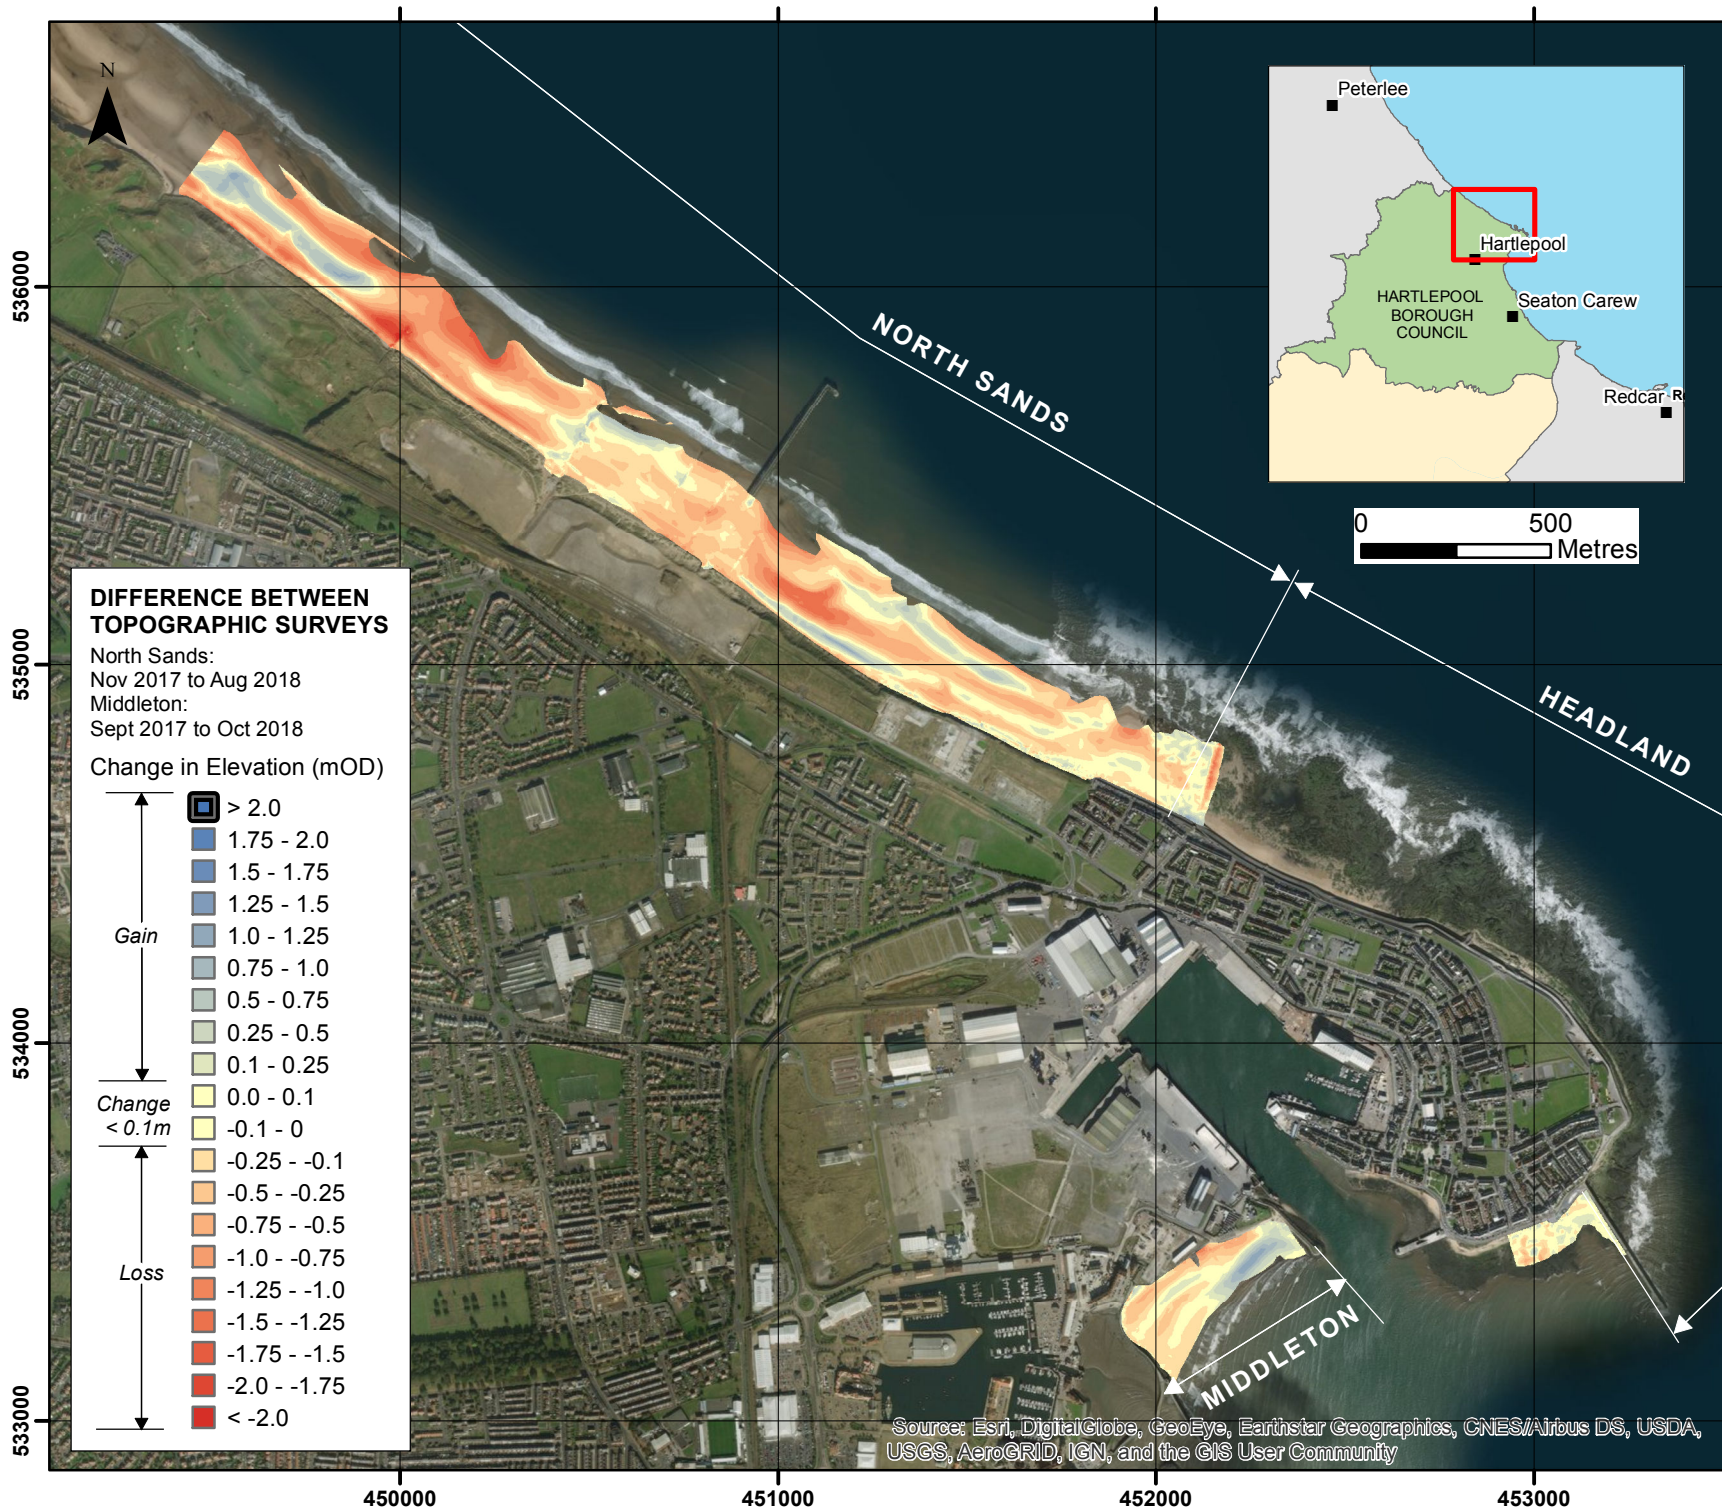 N
Peterlee
Hartlepool
HARTLEPOOL
BOROUGH
COUNCIL
Seaton Carew
Redcar
R
0 500
Metres
NORTH SANDS
HEADLAND
MIDDLETON
536000
535000
534000
533000
450000 451000 452000 453000
DIFFERENCE BETWEEN
TOPOGRAPHIC SURVEYS
North Sands:
Nov 2017 to Aug 2018
Middleton:
Sept 2017 to Oct 2018
Change in Elevation (mOD)
> 2.0
1.75 - 2.0
1.5 - 1.75
1.25 - 1.5
Gain
1.0 - 1.25
0.75 - 1.0
0.5 - 0.75
0.25 - 0.5
0.1 - 0.25
Change
< 0.1m
0.0 - 0.1
-0.1 - 0
-0.25 - -0.1
-0.5 - -0.25
-0.75 - -0.5
-1.0 - -0.75
Loss
-1.25 - -1.0
-1.5 - -1.25
-1.75 - -1.5
-2.0 - -1.75
< -2.0
Source: Esri, DigitalGlobe, GeoEye, Earthstar Geographics, CNES/Airbus DS, USDA,
USGS, AeroGRID, IGN, and the GIS User Community